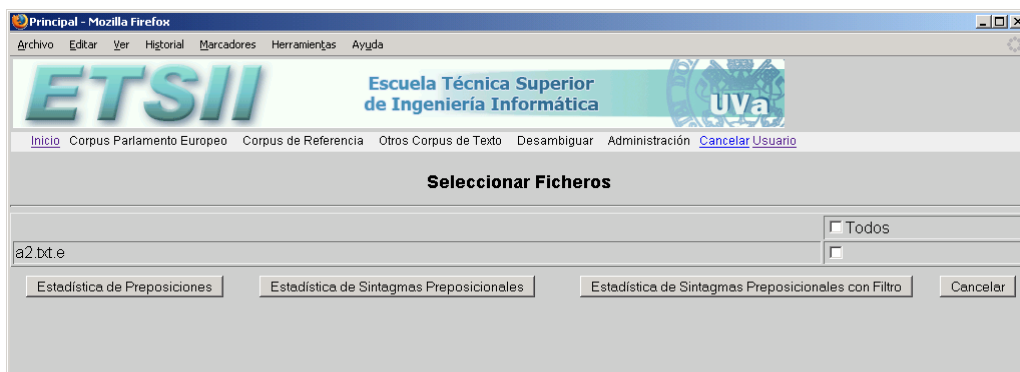 Principal - Mozilla Firefox
Archivo Editar Ver Historial Marcadores Herramientas Ayuda
ETSII
Escuela Técnica Superior
de Ingeniería Informática
UVa
Inicio Corpus Parlamento Europeo Corpus de Referencia Otros Corpus de Texto Desambiguar Administración Cancelar Usuario
Seleccionar Ficheros
Todos
a2.txt.e
Estadística de Preposiciones Estadística de Sintagmas Preposicionales Estadística de Sintagmas Preposicionales con Filtro Cancelar